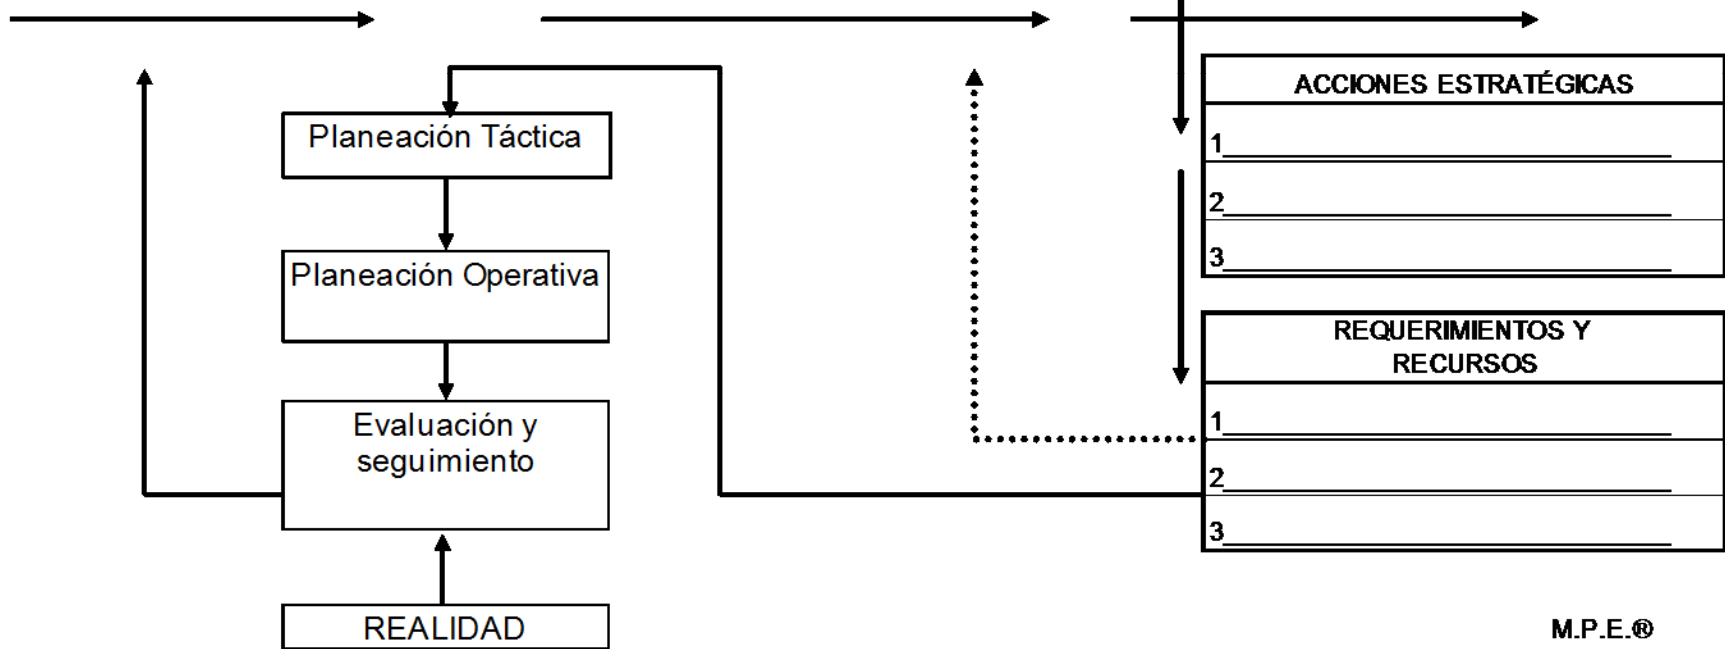 Planeación Táctica
Planeación Operativa
Evaluación y
seguimiento
REALIDAD
ACCIONES ESTRATÉGICAS
1
2
3
REQUERIMIENTOS Y
RECURSOS
1
2
3
M.P.E.®